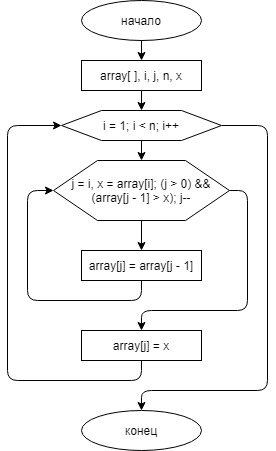 начало
array[ ], i, j, n, x
i = 1; i < n; i++
j = i, x = array[i]; (j > 0) &&
(array[j - 1] > x); j--
array[j] = array[j - 1]
array[j] = x
конец